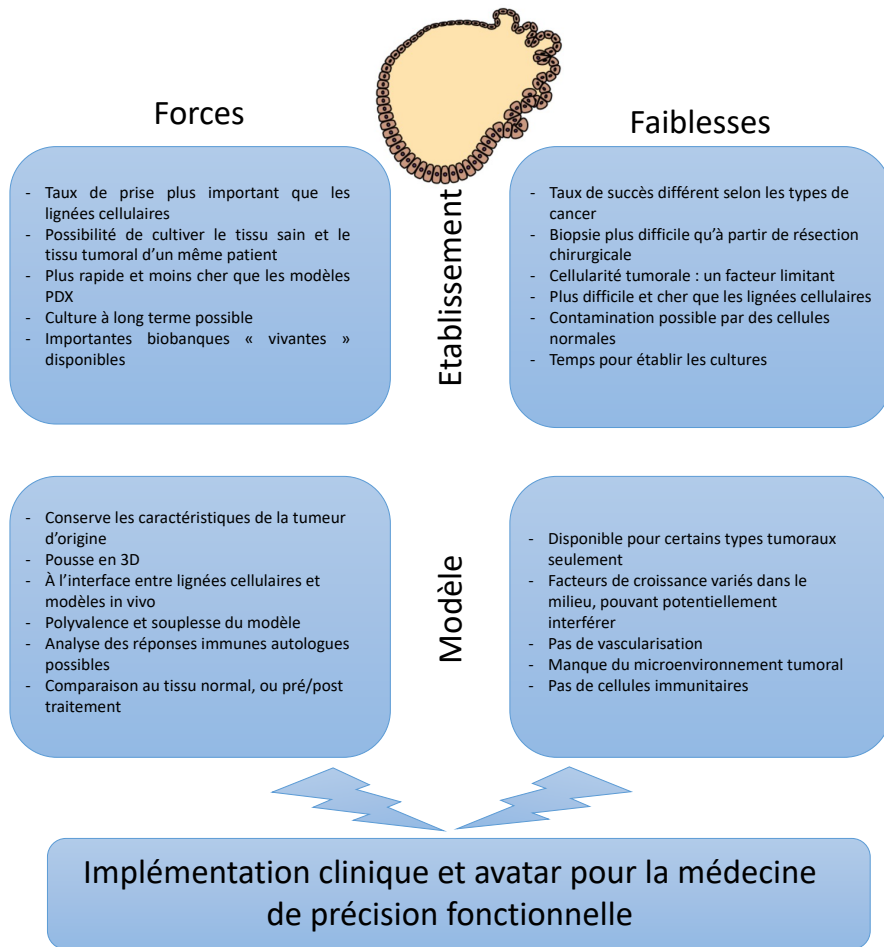 Forces
Faiblesses
- Taux de prise plus important que les
lignées cellulaires
- Possibilité de cultiver le tissu sain et le
tissu tumoral d'un même patient
- Plus rapide et moins cher que les modèles
PDX
- Culture à long terme possible
- Importantes biobanques « vivantes »
disponibles
Etablissement
- Taux de succès différent selon les types de
cancer
- Biopsie plus difficile qu'à partir de résection
chirurgicale
- Cellularité tumorale : un facteur limitant
- Plus difficile et cher que les lignées cellulaires
- Contamination possible par des cellules
normales
- Temps pour établir les cultures
- Conserve les caractéristiques de la tumeur
d'origine
- Pousse en 3D
- À l'interface entre lignées cellulaires et
modèles in vivo
- Polyvalence et souplesse du modèle
- Analyse des réponses immunes autologues
possibles
- Comparaison au tissu normal, ou pré/post
traitement
Modèle
- Disponible pour certains types tumoraux
seulement
- Facteurs de croissance variés dans le
milieu, pouvant potentiellement
interférer
- Pas de vascularisation
- Manque du microenvironnement tumoral
- Pas de cellules immunitaires
Implémentation clinique et avatar pour la médecine
de précision fonctionnelle